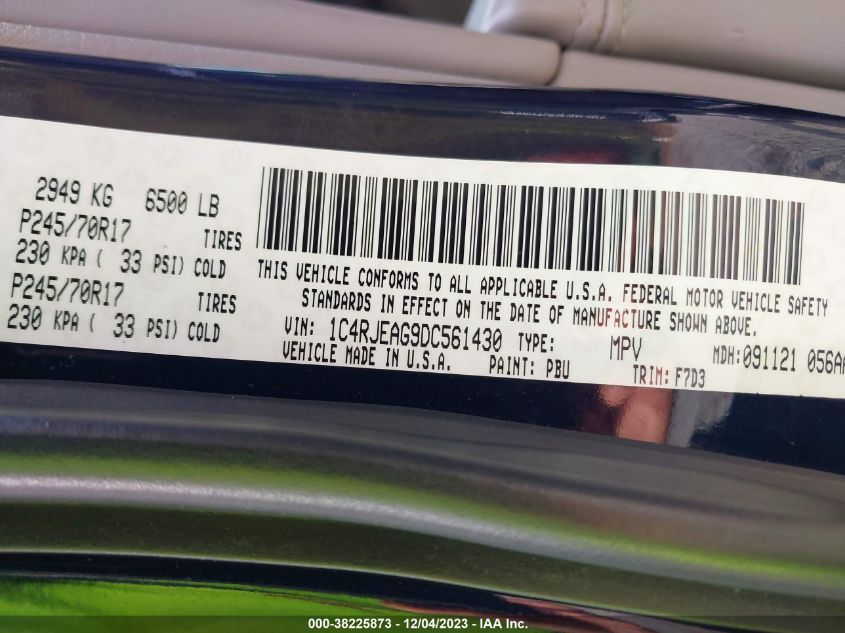 2949 KG 6500 LB
P245/70R17 TIRES
230 KPA ( 33 PSI) COLD
P245/70R17 TIRES
230 KPA ( 33 PSI) COLD
THIS VEHICLE CONFORMS TO ALL APPLICABLE U.S.A. FEDERAL MOTOR VEHICLE SAFETY
STANDARDS IN EFFECT ON THE DATE OF MANUFACTURE SHOWN ABOVE.
VIN: 1C4RJEAG9DC561430 TYPE: MPV MDH:091121 056AA
VEHICLE MADE IN U.S.A. PAINT: PBU TRIM: F7D3
000-38225873 - 12/04/2023 - IAA Inc.